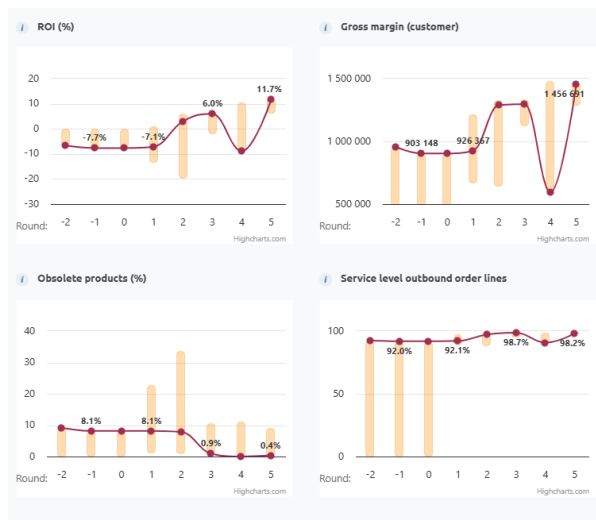 i ROI (%)
20
10
0
-10
-20
-30
-7.7%
-7.1%
6.0%
11.7%
Round: -2 -1 0 1 2 3 4 5
Highcharts.com
i Gross margin (customer)
1 500 000
1 000 000
500 000
903 148
926 367
1 456 691
Round: -2 -1 0 1 2 3 4 5
Highcharts.com
i Obsolete products (%)
40
30
20
10
0
8.1%
8.1%
0.9%
0.4%
Round: -2 -1 0 1 2 3 4 5
Highcharts.com
i Service level outbound order lines
100
50
0
92.0%
92.1%
98.7%
98.2%
Round: -2 -1 0 1 2 3 4 5
Highcharts.com